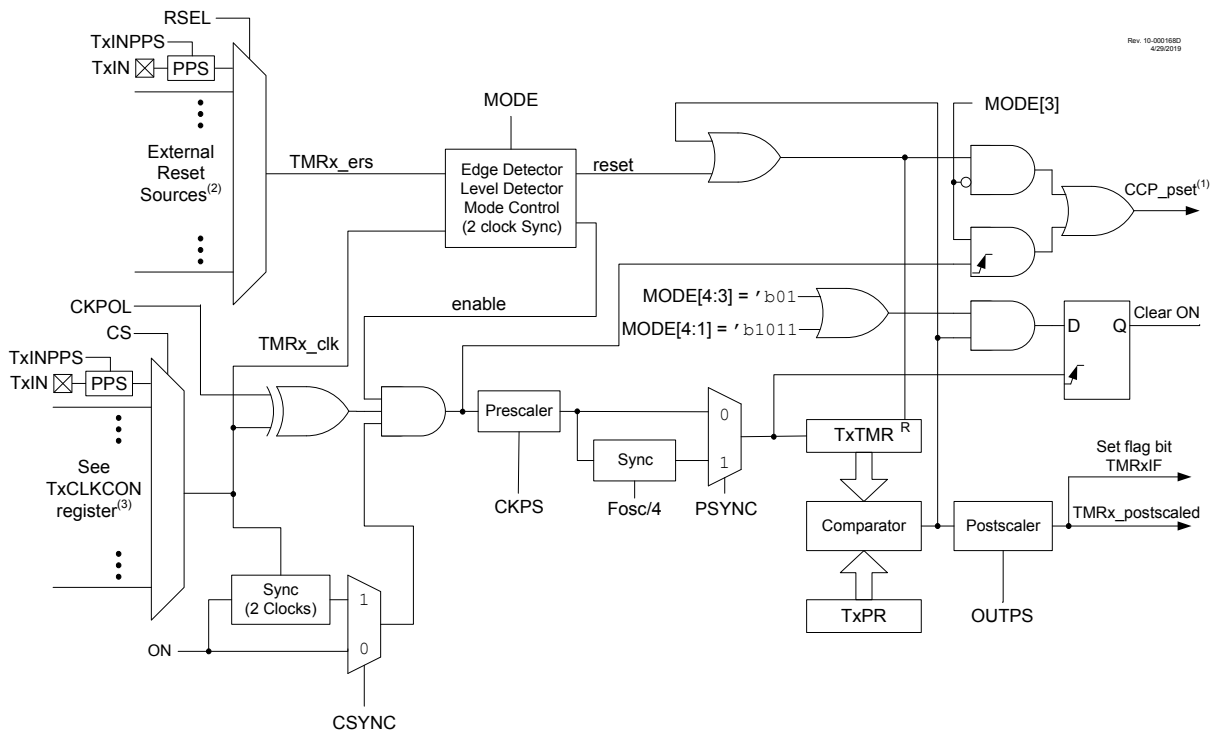 RSEL
Rev. 10-000168D
4/29/2019
TxINPPS
TxIN
PPS
MODE
MODE[3]
External
Reset
Sources(2)
TMRx_ers
Edge Detector
Level Detector
Mode Control
(2 clock Sync)
reset
CCP_pset(1)
enable
MODE[4:3] = 'b01
MODE[4:1] = 'b1011
D
Q
Clear ON
CKPOL
CS
TMRx_clk
TxINPPS
TxIN
PPS
Prescaler
0
1
Sync
TxTMR
R
See
TxCLKCON
register(3)
CKPS
Fosc/4
PSYNC
Set flag bit
TMRxIF
Comparator
Postscaler
TMRx_postscaled
Sync
(2 Clocks)
1
0
TxPR
OUTPS
ON
CSYNC